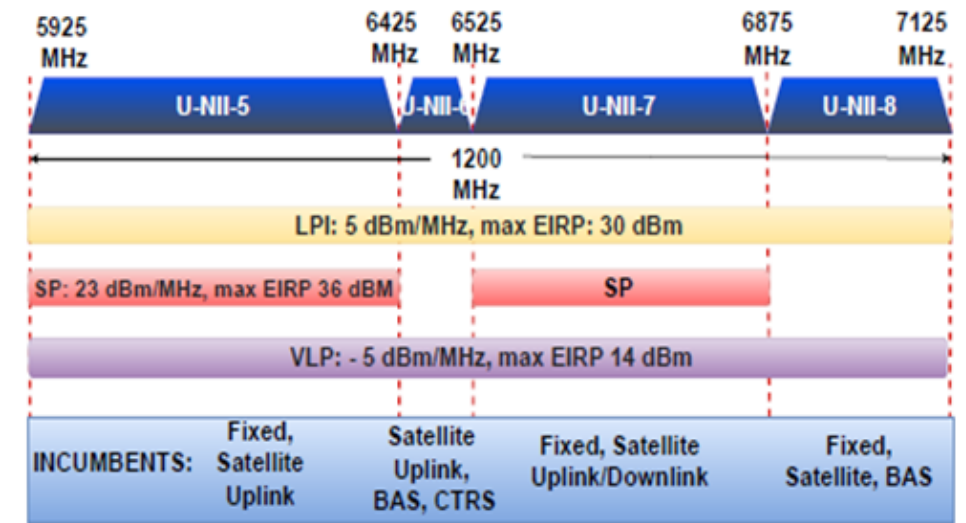 5925 MHz
6425 MHz
6525 MHz
6875 MHz
7125 MHz
U-NII-5
U-NII-6
U-NII-7
U-NII-8
1200 MHz
LPI: 5 dBm/MHz, max EIRP: 30 dBm
SP: 23 dBm/MHz, max EIRP 36 dBM
SP
VLP: - 5 dBm/MHz, max EIRP 14 dBm
INCUMBENTS:
Fixed,
Satellite
Uplink
Satellite
Uplink,
BAS, CTRS
Fixed, Satellite
Uplink/Downlink
Fixed,
Satellite, BAS